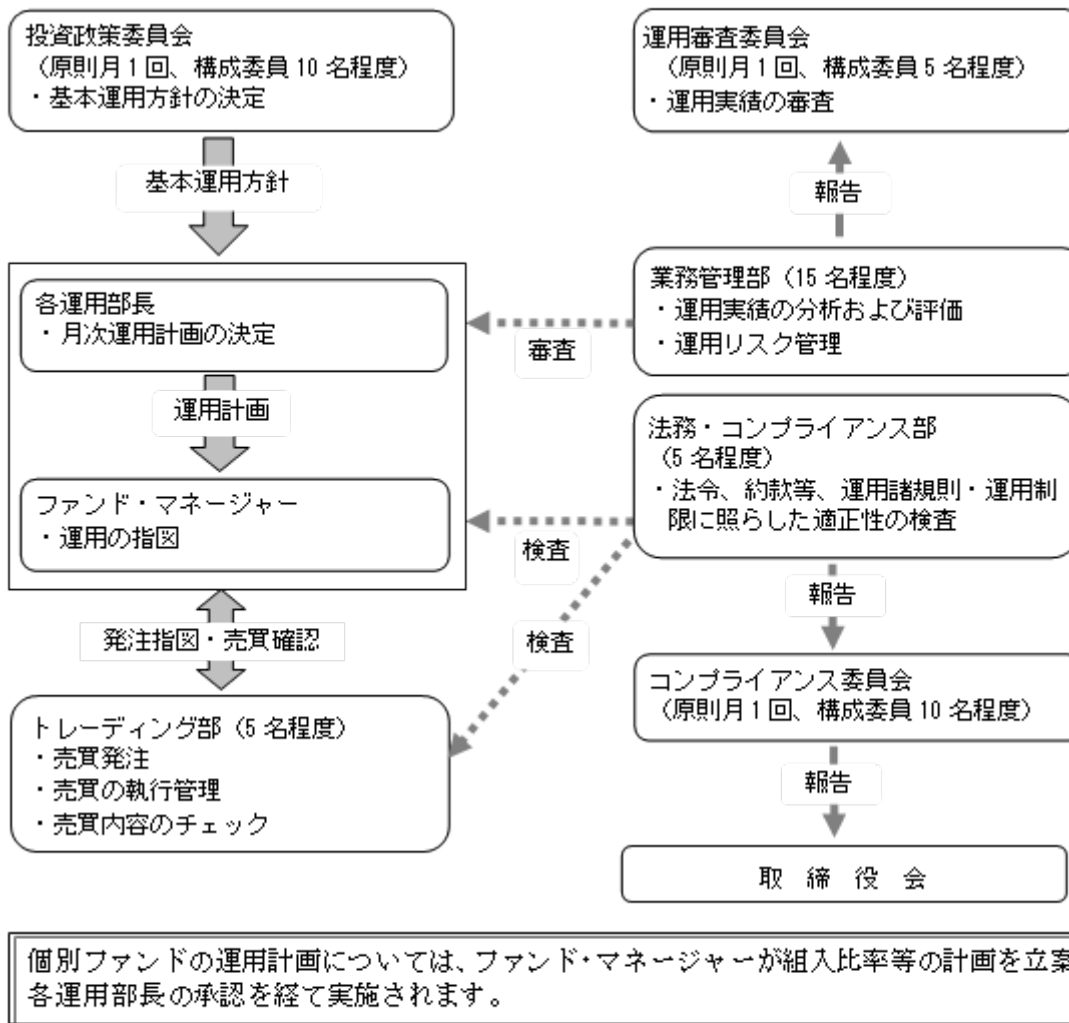 投資政策委員会
（原則月1回、構成委員10名程度）
・基本運用方針の決定
基本運用方針
各運用部長
・月次運用計画の決定
運用計画
ファンド・マネージャー
・運用の指図
発注指図・売買確認
トレーディング部（5名程度）
・売買発注
・売買の執行管理
・売買内容のチェック
運用審査委員会
（原則月1回、構成委員5名程度）
・運用実績の審査
報告
業務管理部（15名程度）
・運用実績の分析および評価
・運用リスク管理
審査
法務・コンプライアンス部
（5名程度）
・法令、約款等、運用諸規則・運用制
限に照らした適正性の検査
検査
検査
報告
コンプライアンス委員会
（原則月1回、構成委員10名程度）
報告
取締役会
個別ファンドの運用計画については、ファンド・マネージャーが組入比率等の計画を立案
各運用部長の承認を経て実施されます。